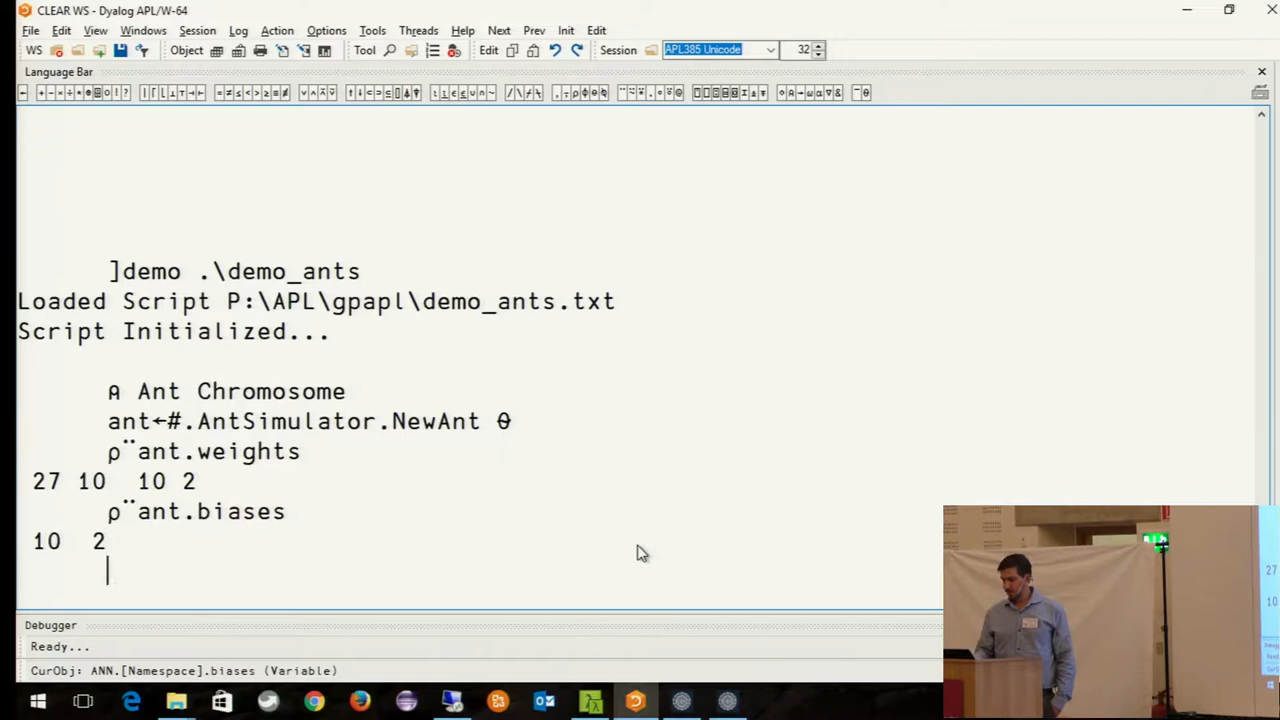 CLEAR WS - Dyalog APL/W-64
File Edit View Windows Session Log Action Options Tools Threads Help Next Prev Init Edit
WS Object Tool Edit Session APL385 Unicode 32
Language Bar
]demo .\demo_ants
Loaded Script P:\APL\gpapl\demo_ants.txt
Script Initialized...
⍝ Ant Chromosome
ant←#.AntSimulator.NewAnt ⍬
⍴¨ant.weights
27 10  10 2
⍴¨ant.biases
10  2
Debugger
Ready...
CurObj: ANN.[Namespace].biases (Variable)